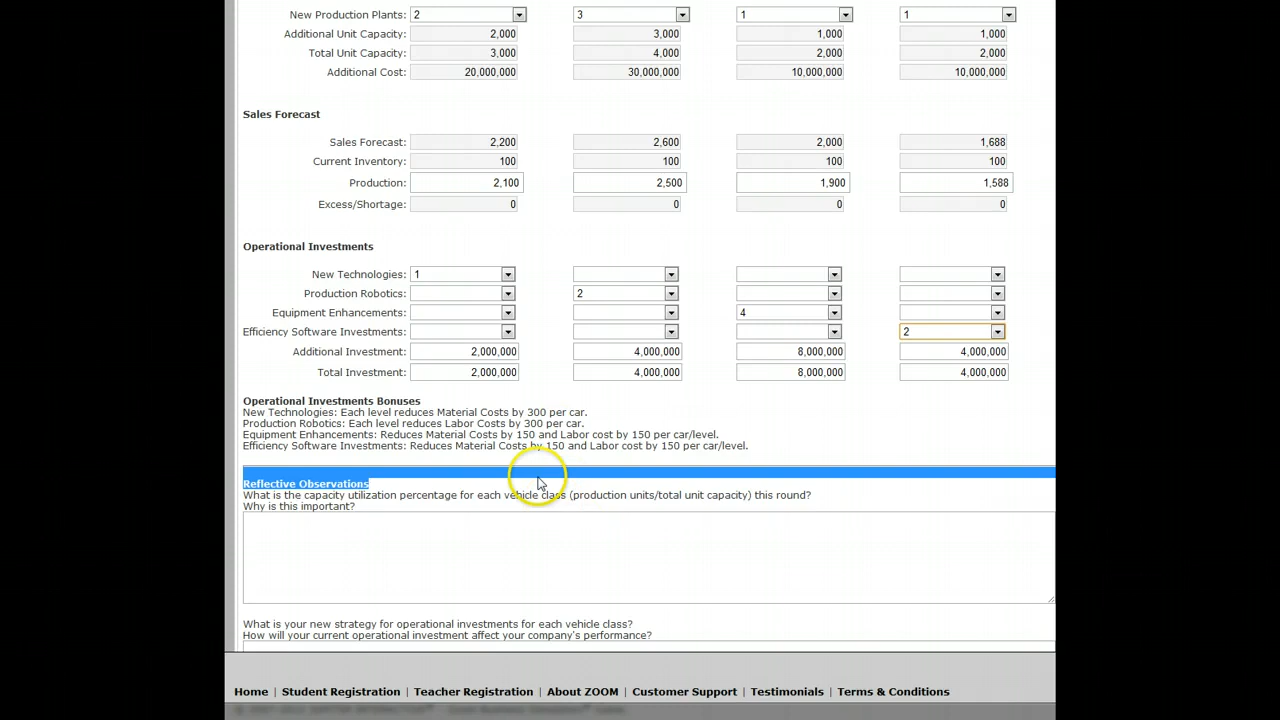 New Production Plants: 2 3 1 1
Additional Unit Capacity: 2,000 3,000 1,000 1,000
Total Unit Capacity: 3,000 4,000 2,000 2,000
Additional Cost: 20,000,000 30,000,000 10,000,000 10,000,000
Sales Forecast
Sales Forecast: 2,200 2,600 2,000 1,688
Current Inventory: 100 100 100 100
Production: 2,100 2,500 1,900 1,588
Excess/Shortage: 0 0 0 0
Operational Investments
New Technologies: 1
Production Robotics: 2
Equipment Enhancements: 4
Efficiency Software Investments: 2
Additional Investment: 2,000,000 4,000,000 8,000,000 4,000,000
Total Investment: 2,000,000 4,000,000 8,000,000 4,000,000
Operational Investments Bonuses
New Technologies: Each level reduces Material Costs by 300 per car.
Production Robotics: Each level reduces Labor Costs by 300 per car.
Equipment Enhancements: Reduces Material Costs by 150 and Labor cost by 150 per car/level.
Efficiency Software Investments: Reduces Material Costs by 150 and Labor cost by 150 per car/level.
Reflective Observations
What is the capacity utilization percentage for each vehicle class (production units/total unit capacity) this round?
Why is this important?
What is your new strategy for operational investments for each vehicle class?
How will your current operational investment affect your company's performance?
Home | Student Registration | Teacher Registration | About ZOOM | Customer Support | Testimonials | Terms & Conditions